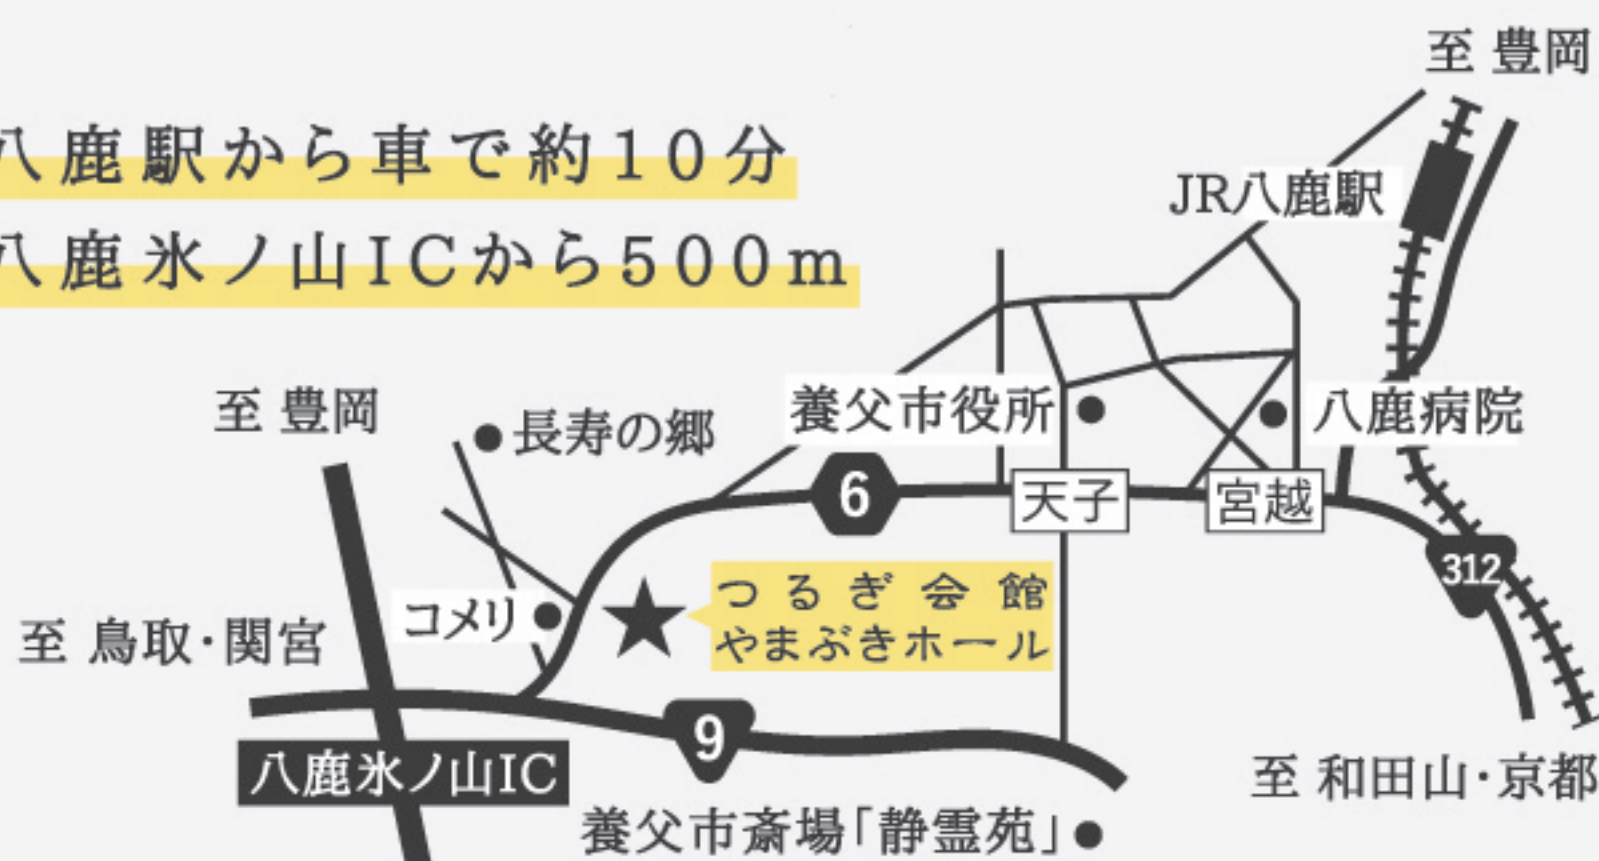 至 豊岡
八鹿駅から車で約10分
JR八鹿駅
八鹿氷ノ山ICから500m
至 豊岡
長寿の郷
養父市役所
八鹿病院
6
天子
宮越
312
つるぎ会館
やまぶきホール
コメリ
至 鳥取・関宮
9
八鹿氷ノ山IC
至 和田山・京都
養父市斎場「静霊苑」